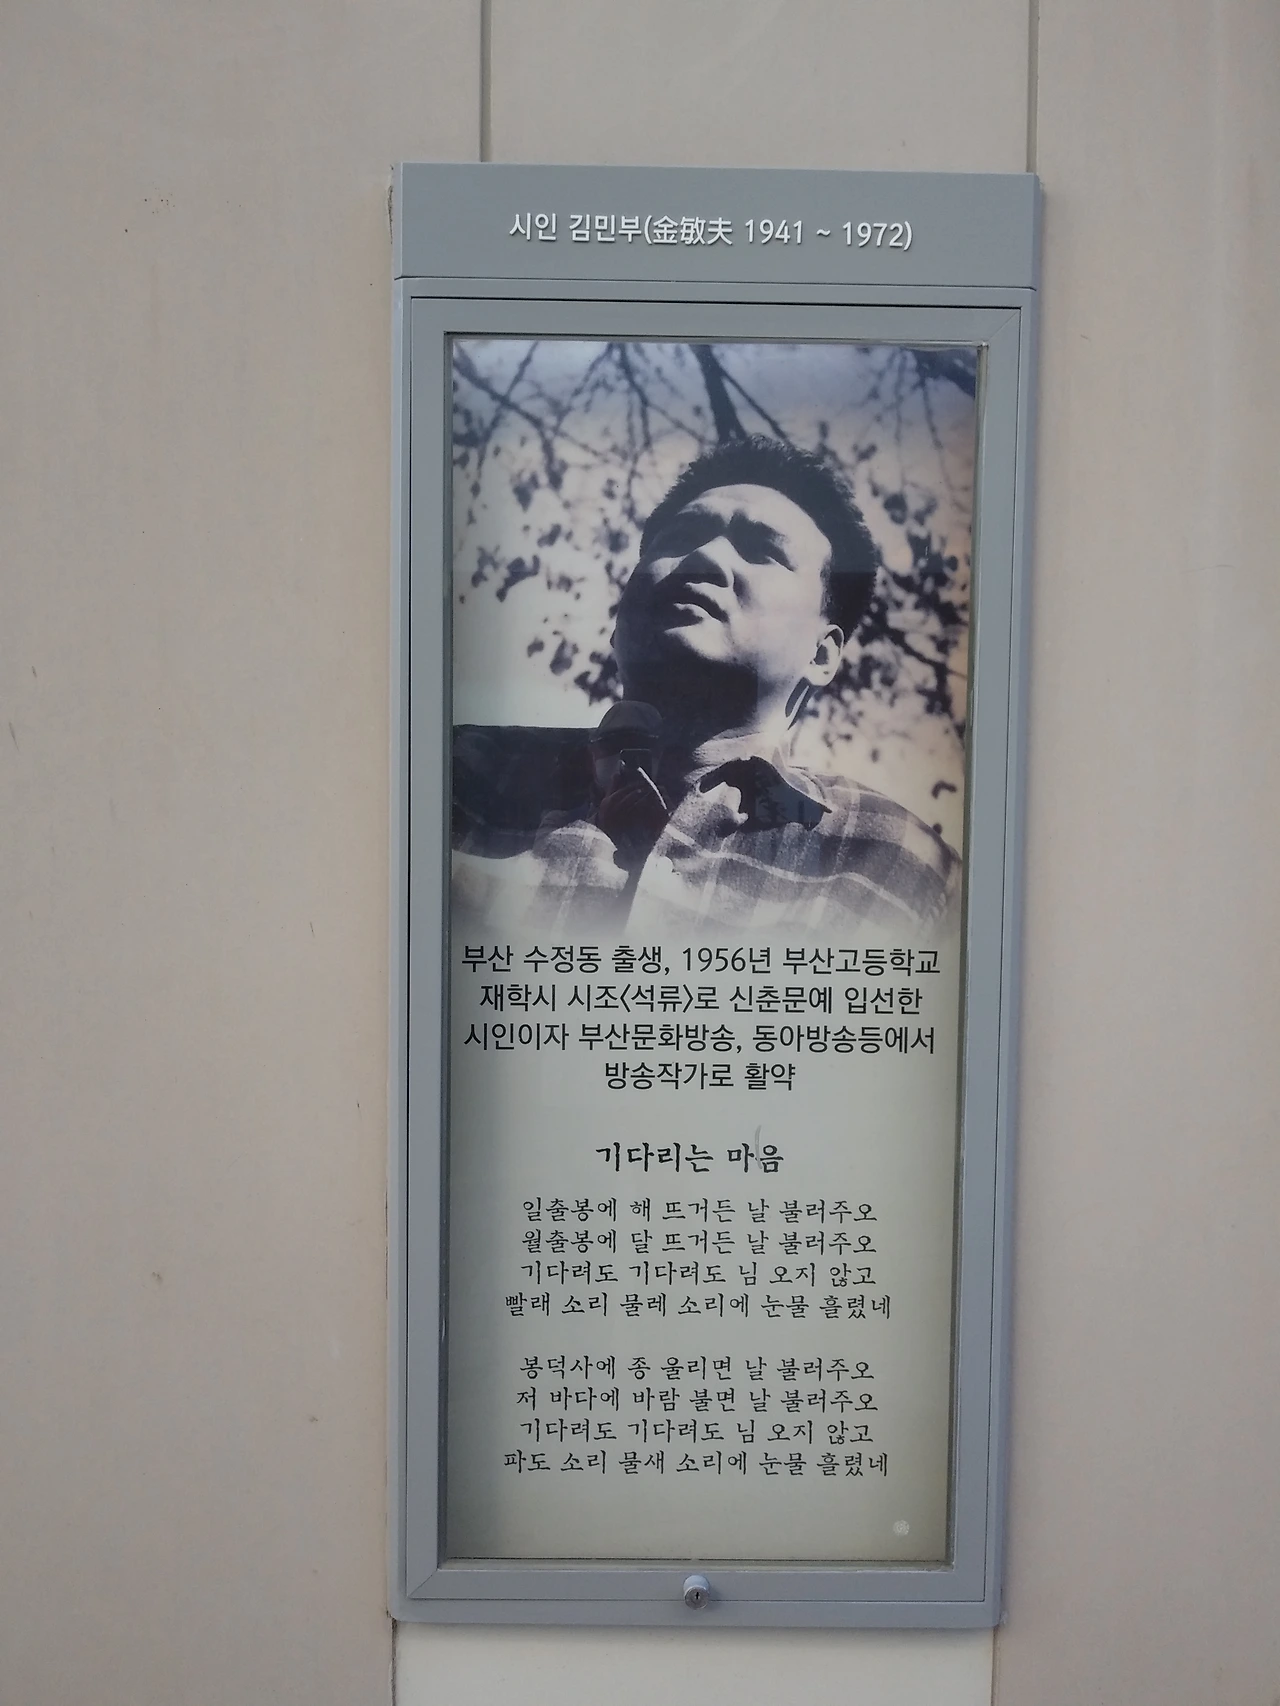 시인 김민부(金敏夫 1941 ~ 1972)
부산 수정동 출생, 1956년 부산고등학교
재학시 시조〈석류〉로 신춘문예 입선한
시인이자 부산문화방송, 동아방송등에서
방송작가로 활약
기다리는 마음
일출봉에 해 뜨거든 날 불러주오
월출봉에 달 뜨거든 날 불러주오
기다려도 기다려도 님 오지 않고
빨래 소리 물레 소리에 눈물 흘렸네
봉덕사에 종 울리면 날 불러주오
저 바다에 바람 불면 날 불러주오
기다려도 기다려도 님 오지 않고
파도 소리 물새 소리에 눈물 흘렸네